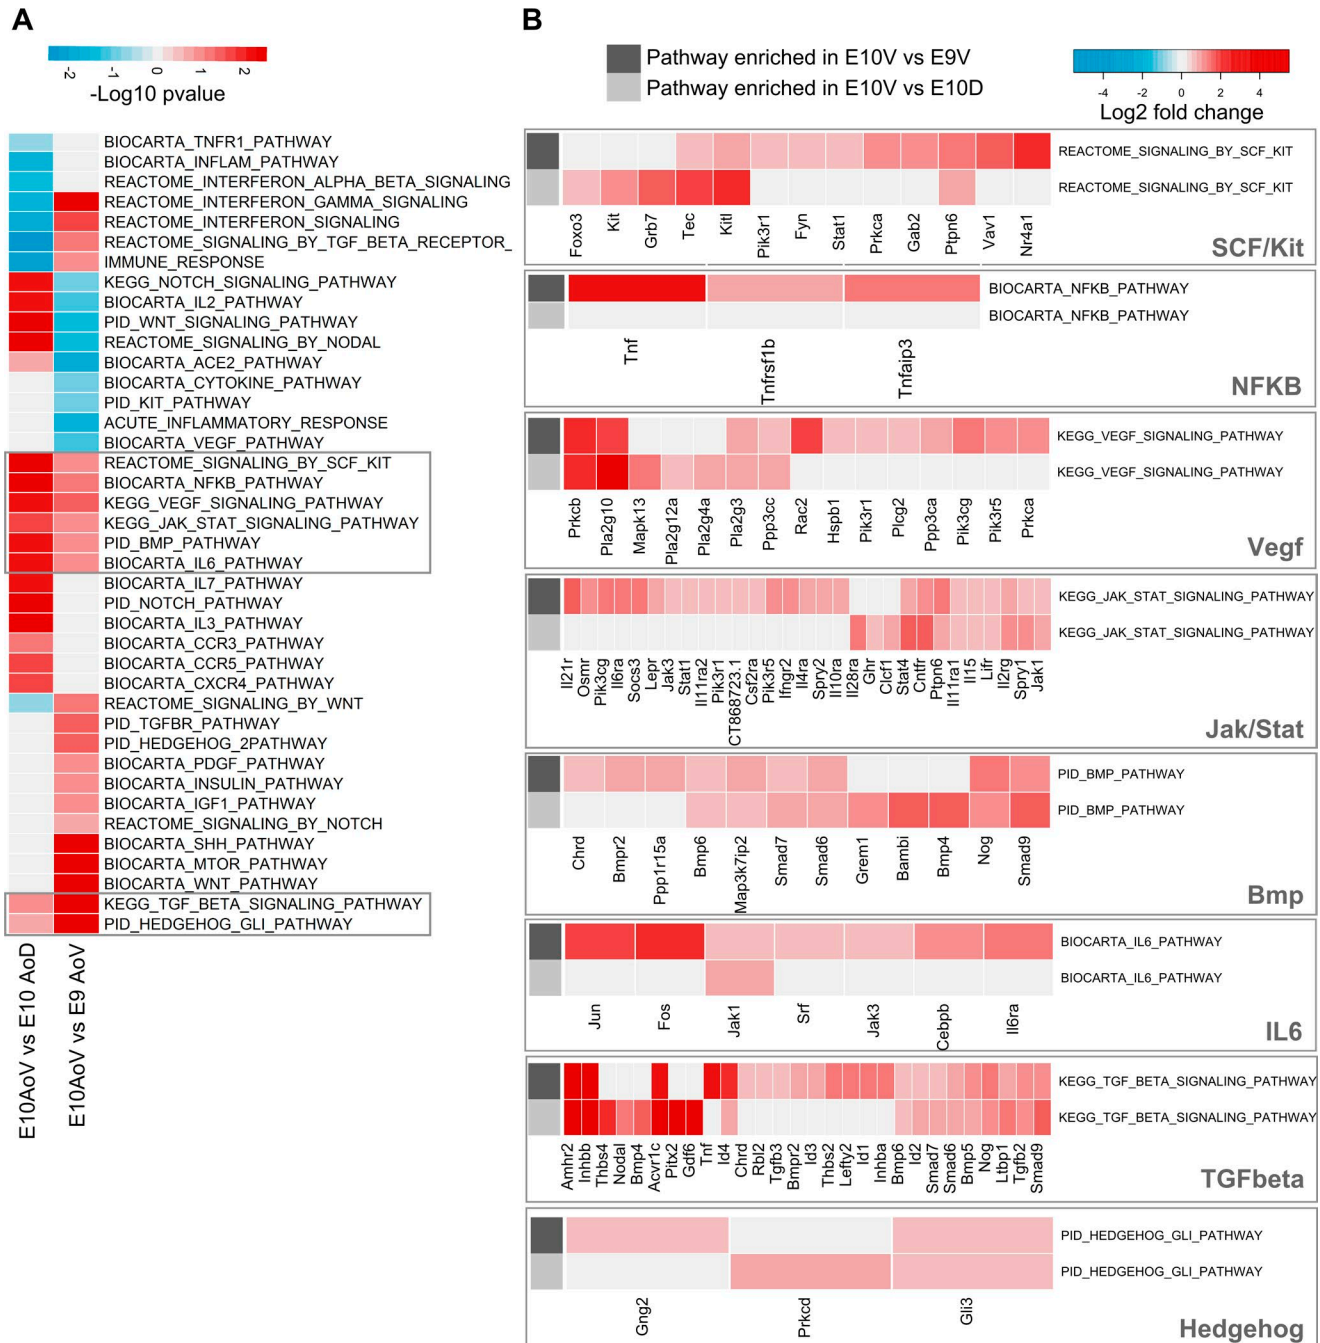 A
-2 -1 0 1 2
-Log10 pvalue
BIOCARTA_TNFR1_PATHWAY
BIOCARTA_INFLAM_PATHWAY
REACTOME_INTERFERON_ALPHA_BETA_SIGNALING
REACTOME_INTERFERON_GAMMA_SIGNALING
REACTOME_INTERFERON_SIGNALING
REACTOME_SIGNALING_BY_TGF_BETA_RECEPTOR_
IMMUNE_RESPONSE
KEGG_NOTCH_SIGNALING_PATHWAY
BIOCARTA_IL2_PATHWAY
PID_WNT_SIGNALING_PATHWAY
REACTOME_SIGNALING_BY_NODAL
BIOCARTA_ACE2_PATHWAY
BIOCARTA_CYTOKINE_PATHWAY
PID_KIT_PATHWAY
ACUTE_INFLAMMATORY_RESPONSE
BIOCARTA_VEGF_PATHWAY
REACTOME_SIGNALING_BY_SCF_KIT
BIOCARTA_NFKB_PATHWAY
KEGG_VEGF_SIGNALING_PATHWAY
KEGG_JAK_STAT_SIGNALING_PATHWAY
PID_BMP_PATHWAY
BIOCARTA_IL6_PATHWAY
BIOCARTA_IL7_PATHWAY
PID_NOTCH_PATHWAY
BIOCARTA_IL3_PATHWAY
BIOCARTA_CCR3_PATHWAY
BIOCARTA_CCR5_PATHWAY
BIOCARTA_CXCR4_PATHWAY
REACTOME_SIGNALING_BY_WNT
PID_TGFBR_PATHWAY
PID_HEDGEHOG_2PATHWAY
BIOCARTA_PDGF_PATHWAY
BIOCARTA_INSULIN_PATHWAY
BIOCARTA_IGF1_PATHWAY
REACTOME_SIGNALING_BY_NOTCH
BIOCARTA_SHH_PATHWAY
BIOCARTA_MTOR_PATHWAY
BIOCARTA_WNT_PATHWAY
KEGG_TGF_BETA_SIGNALING_PATHWAY
PID_HEDGEHOG_GLI_PATHWAY
E10AoV vs E10 AoD
E10AoV vs E9 AoV
B
Pathway enriched in E10V vs E9V
Pathway enriched in E10V vs E10D
-4 -2 0 2 4
Log2 fold change
REACTOME_SIGNALING_BY_SCF_KIT
REACTOME_SIGNALING_BY_SCF_KIT
Foxo3 Kit Grb7 Tec Kitl Pik3r1 Fyn Stat1 Prkca Gab2 Ptpn6 Vav1 Nr4a1
SCF/Kit
BIOCARTA_NFKB_PATHWAY
BIOCARTA_NFKB_PATHWAY
Tnf Tnfrsf1b Tnfaip3
NFKB
KEGG_VEGF_SIGNALING_PATHWAY
KEGG_VEGF_SIGNALING_PATHWAY
Prkcb Pla2g10 Mapk13 Pla2g12a Pla2g4a Pla2g3 Ppp3cc Rac2 Hspb1 Pik3r1 Plcg2 Ppp3ca Pik3cg Pik3r5 Prkca
Vegf
KEGG_JAK_STAT_SIGNALING_PATHWAY
KEGG_JAK_STAT_SIGNALING_PATHWAY
Il21r Osmr Pik3cg Il6ra Socs3 Lepr Jak3 Stat1 Il11ra2 Pik3r1 CT868723.1 Csf2ra Pik3r5 Ifngr2 Il4ra Spry2 Il10ra Il28ra Ghr Clcf1 Stat4 Cntfr Ptpn6 Il11ra1 Il15 Lifr Il2rg Spry1 Jak1
Jak/Stat
PID_BMP_PATHWAY
PID_BMP_PATHWAY
Chrd Bmpr2 Ppp1r15a Bmp6 Map3k7ip2 Smad7 Smad6 Grem1 Bambi Bmp4 Nog Smad9
Bmp
BIOCARTA_IL6_PATHWAY
BIOCARTA_IL6_PATHWAY
Jun Fos Jak1 Srf Jak3 Cebpb Il6ra
IL6
KEGG_TGF_BETA_SIGNALING_PATHWAY
KEGG_TGF_BETA_SIGNALING_PATHWAY
Amhr2 Inhbb Thbs4 Nodal Bmp4 Acvr1c Pitx2 Gdf6 Tnf Id4 Chrd Rbl2 Tgfb3 Bmpr2 Id3 Thbs2 Lefty2 Id1 Inhba Bmp6 Id2 Smad7 Smad6 Bmp5 Nog Ltbp1 Tgfb2 Smad9
TGFbeta
PID_HEDGEHOG_GLI_PATHWAY
PID_HEDGEHOG_GLI_PATHWAY
Gng2 Prkcd Gli3
Hedgehog